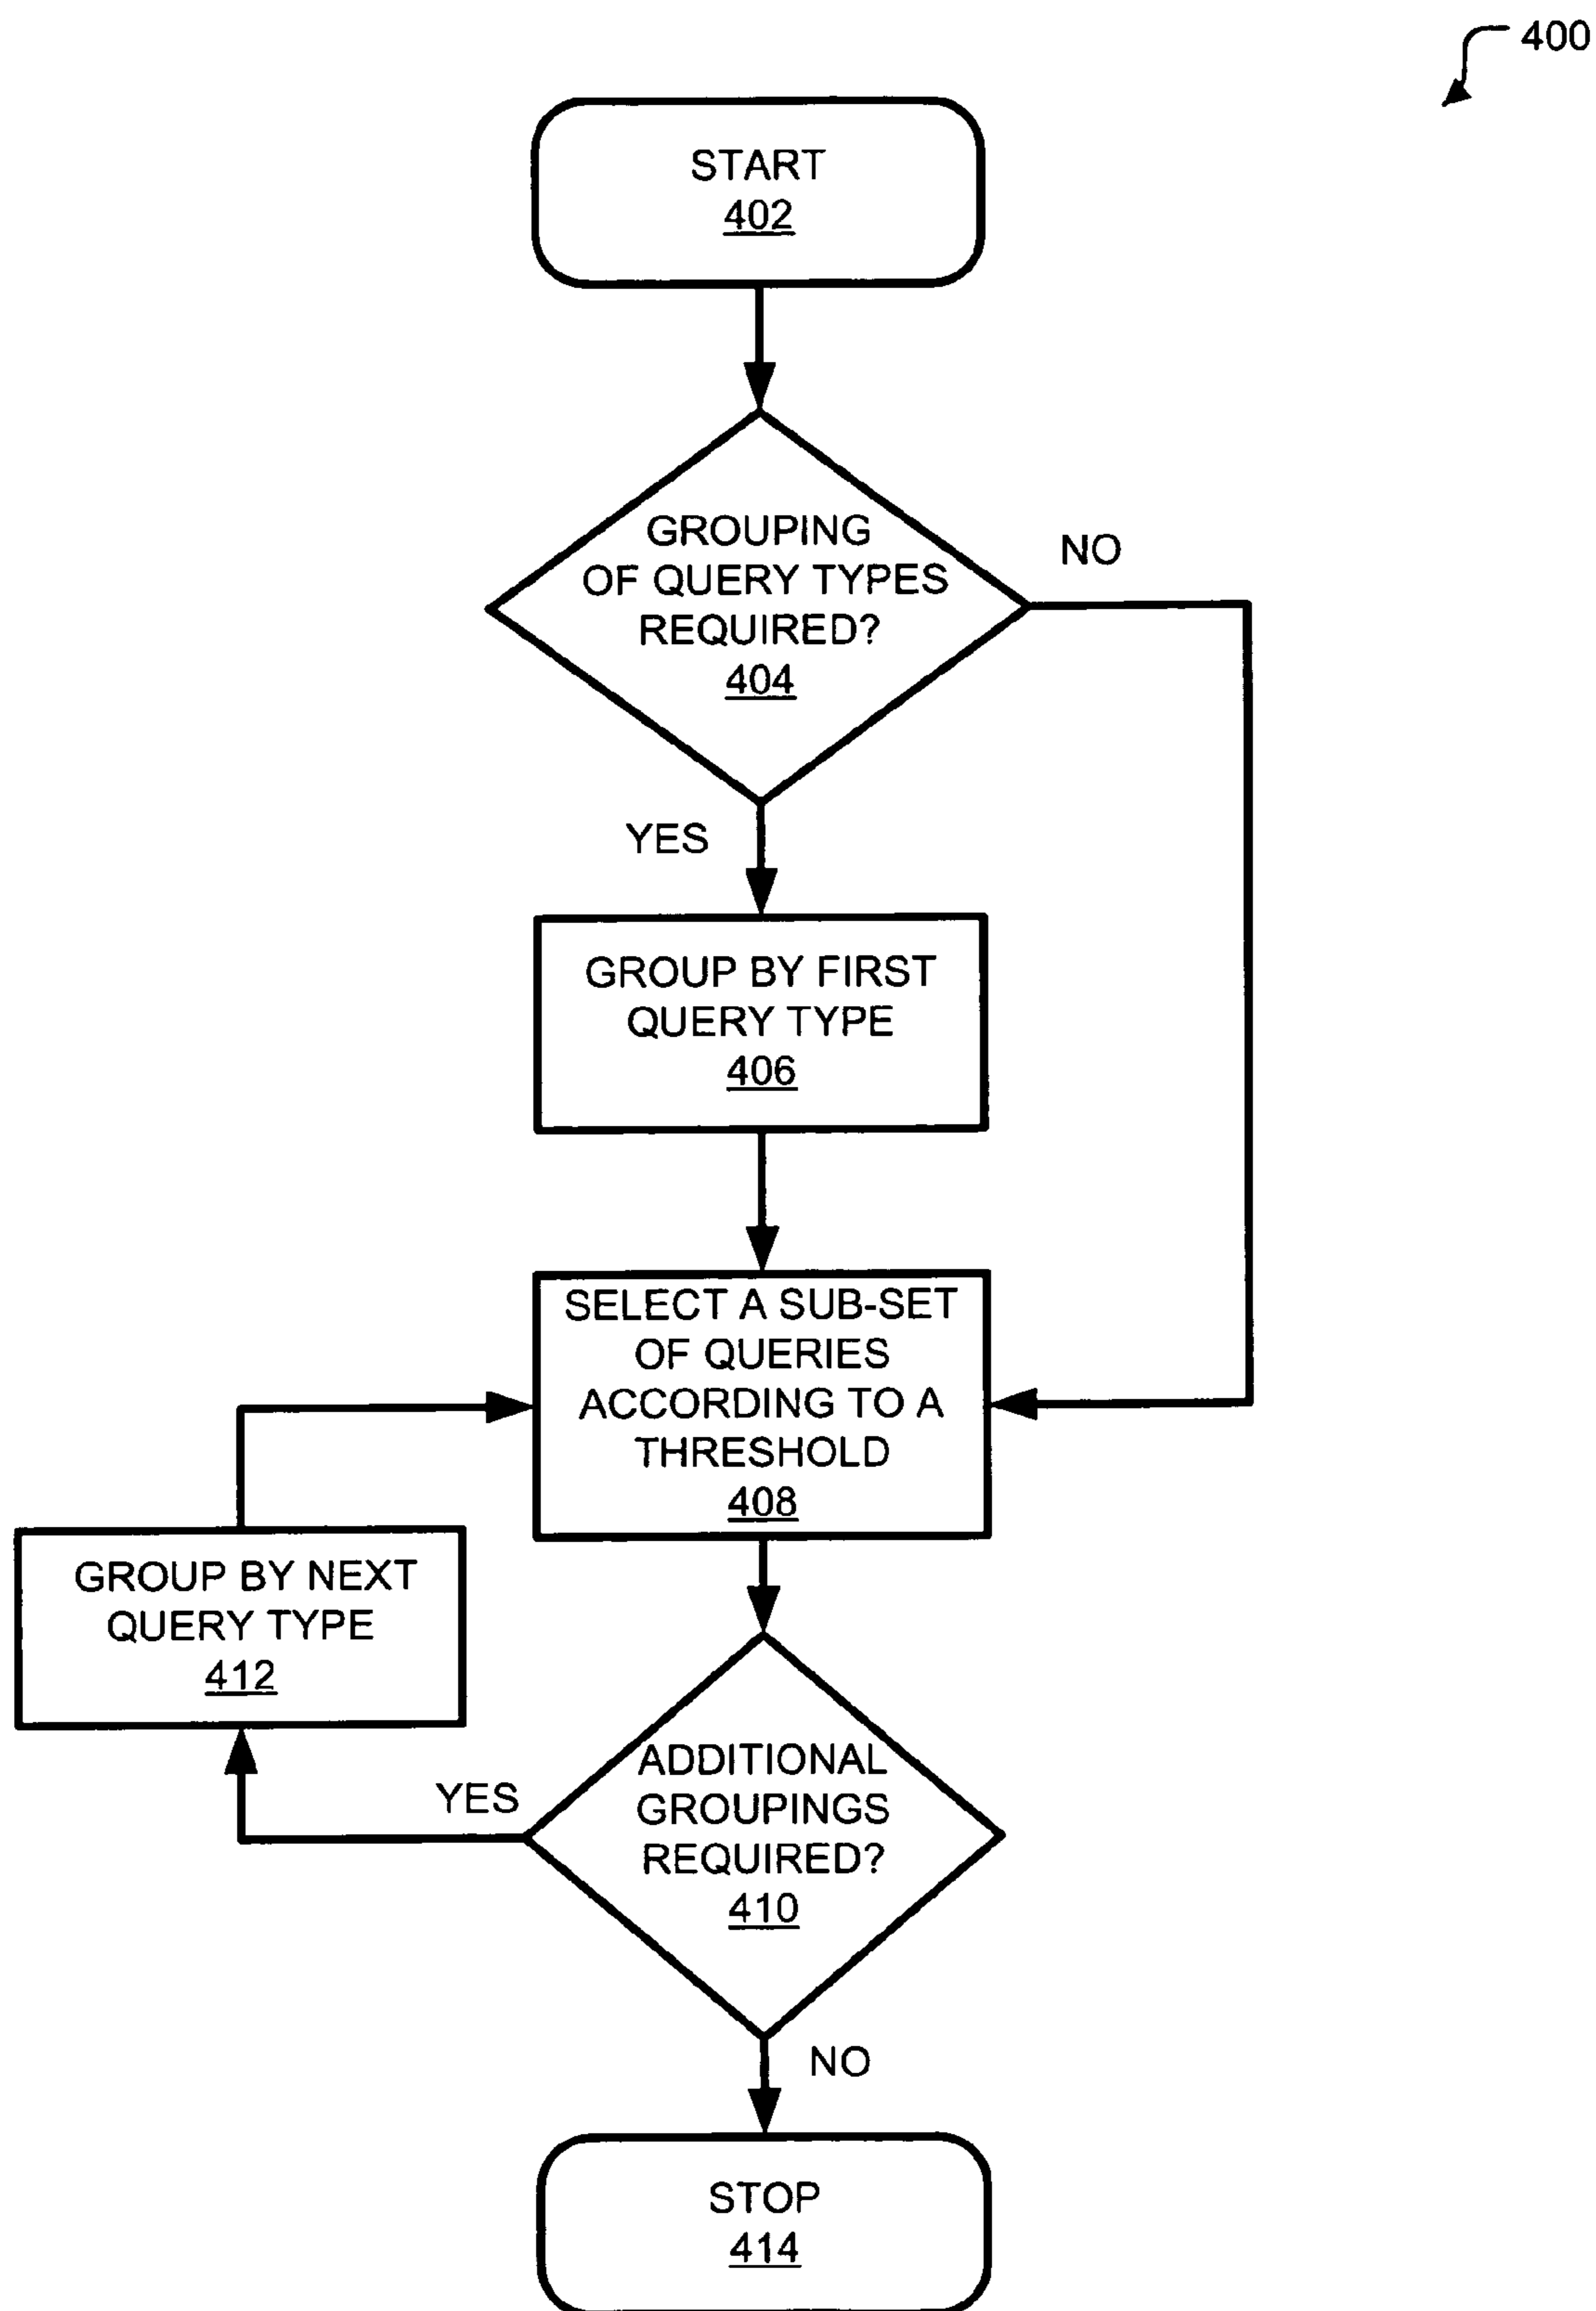 400
START
402
GROUPING
OF QUERY TYPES
REQUIRED?
404
NO
YES
GROUP BY FIRST
QUERY TYPE
406
SELECT A SUB-SET
OF QUERIES
ACCORDING TO A
THRESHOLD
408
GROUP BY NEXT
QUERY TYPE
412
YES
ADDITIONAL
GROUPINGS
REQUIRED?
410
NO
STOP
414